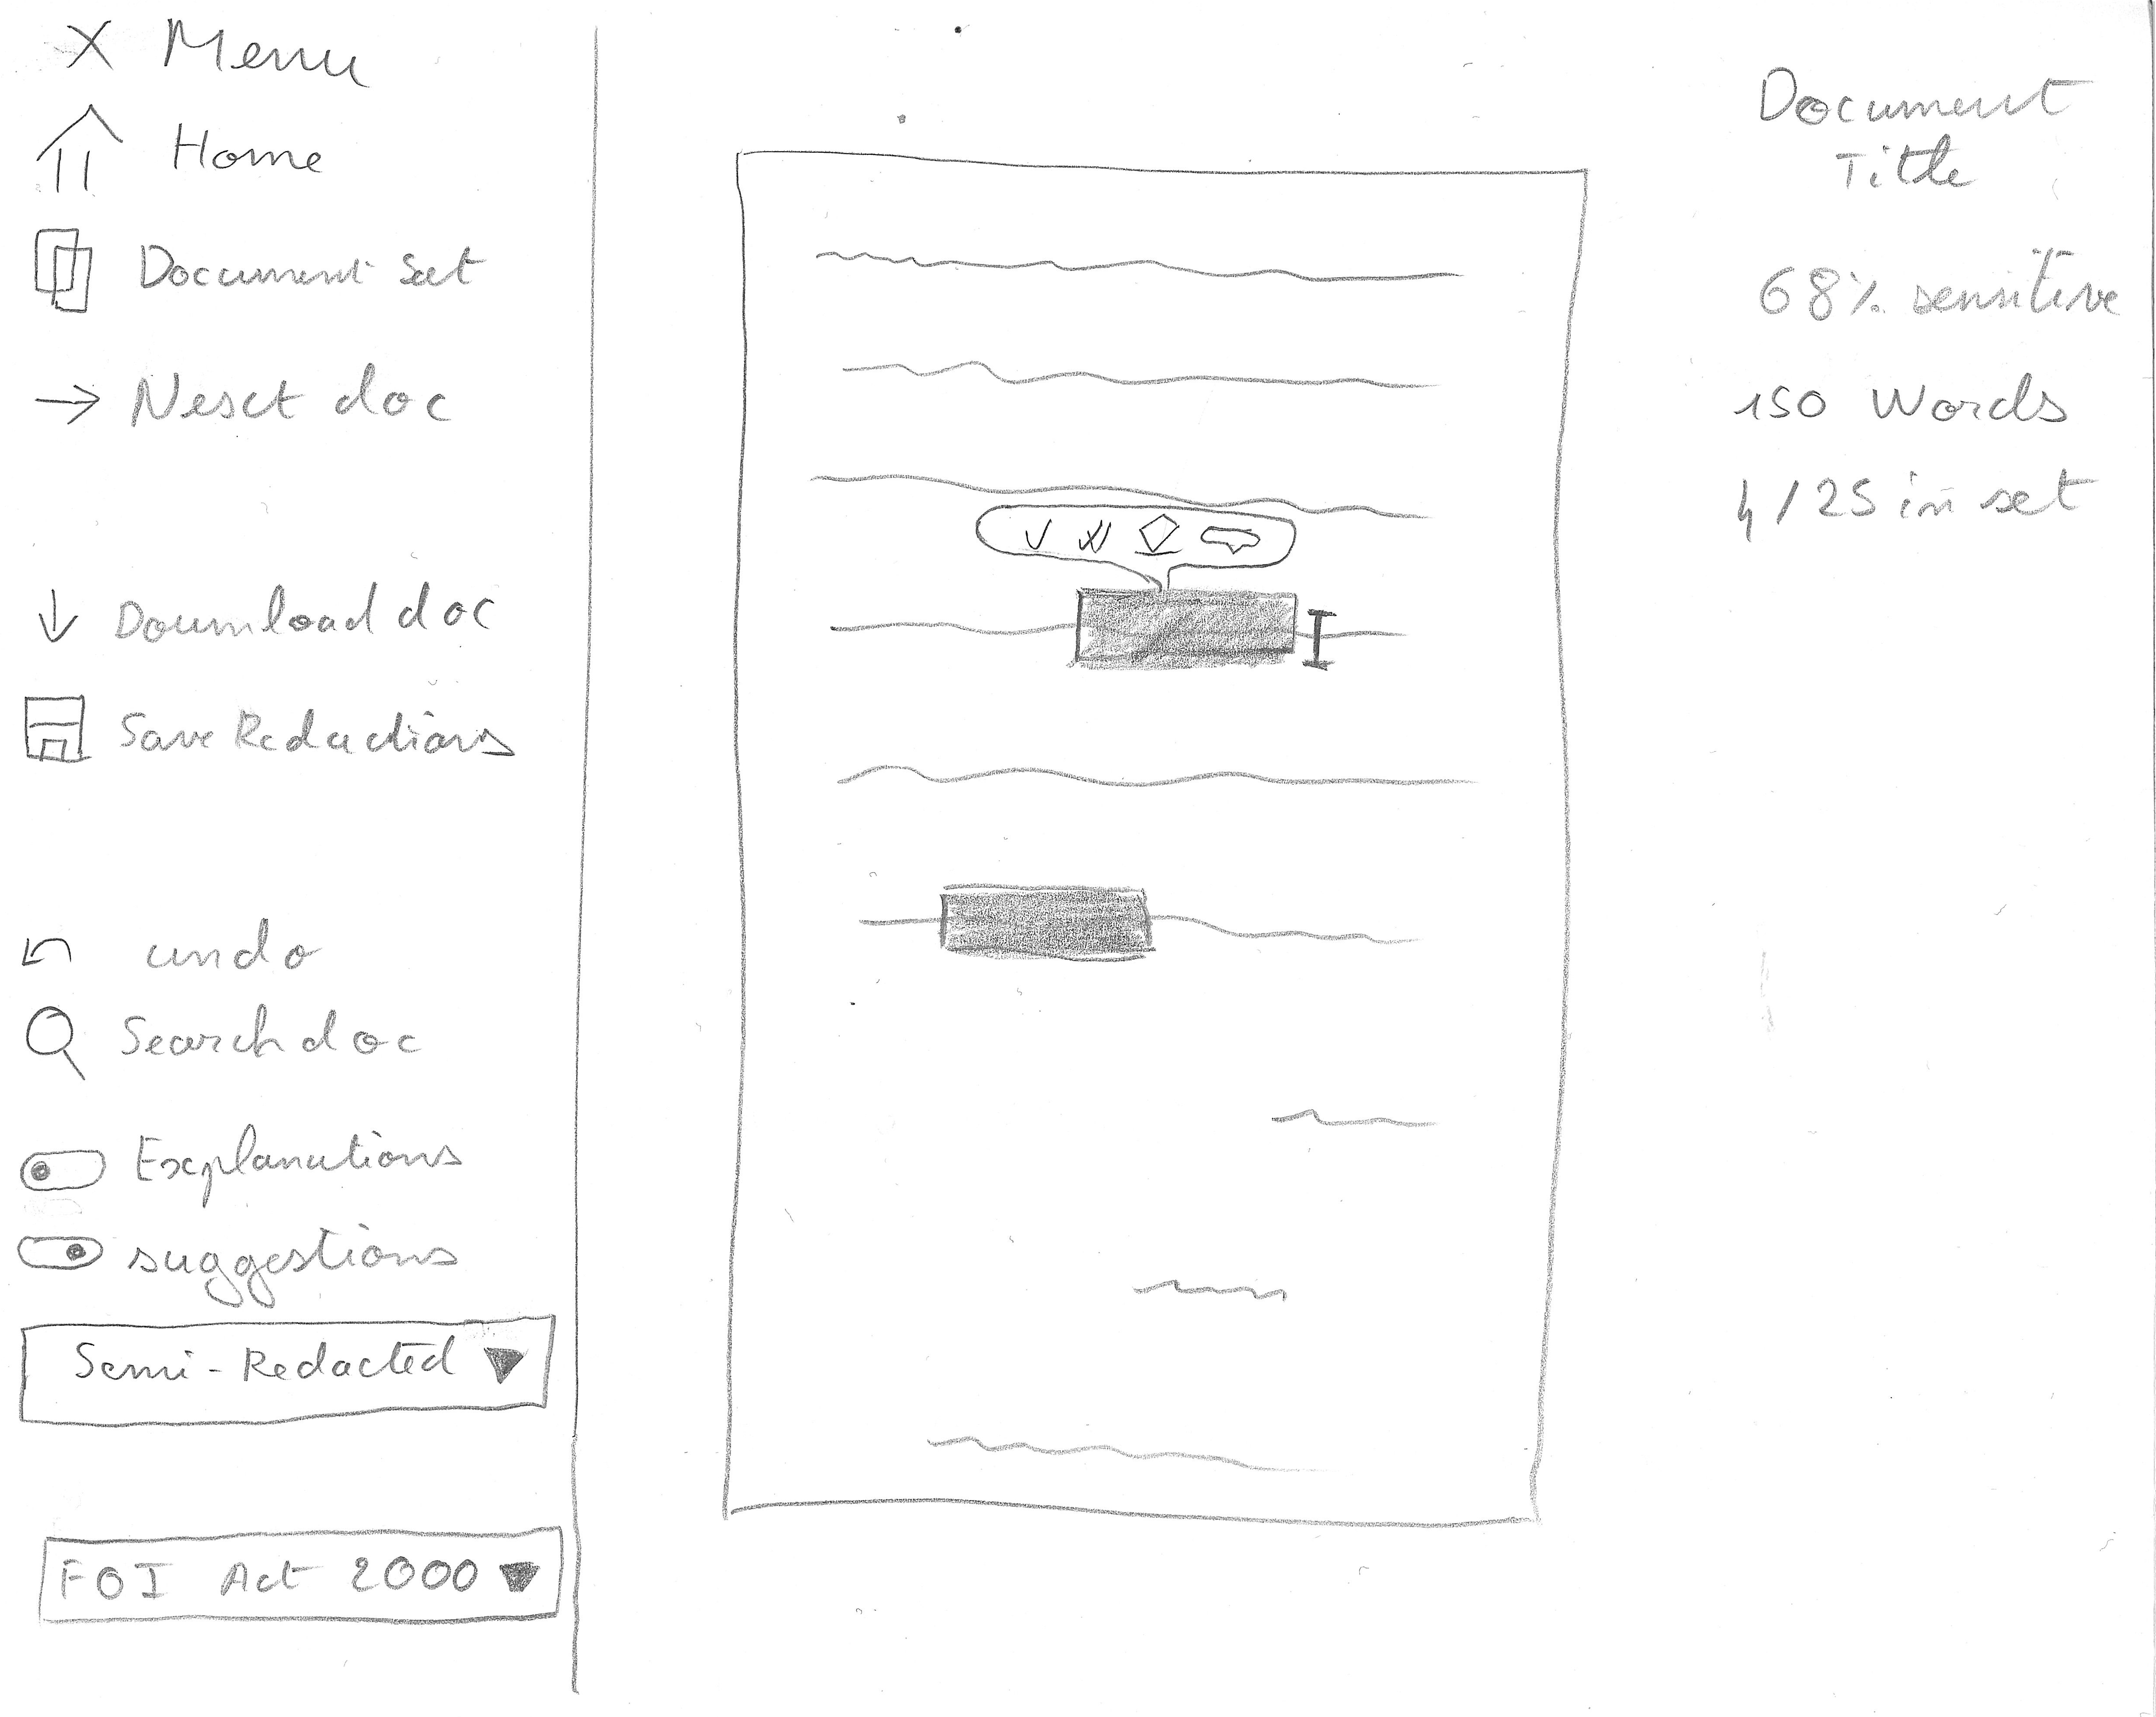 X Menu
Home
Document Set
Next doc
Download doc
Save Redactions
undo
Search doc
Explanations
suggestions
Semi-Redacted
FOI Act 2000
Document
Title
68% sensitive
150 Words
4/25 in set